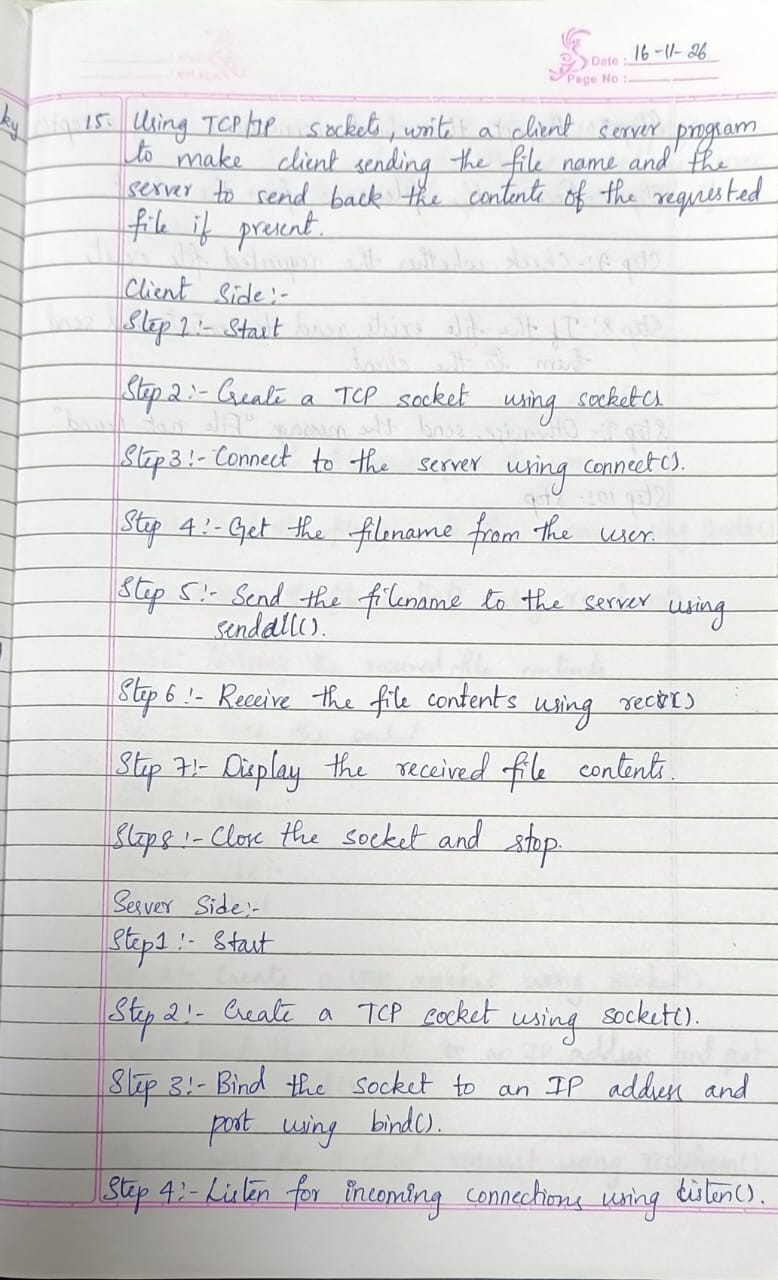 Date : 16-11-26
Page No :
ky
15. Using TCP/IP sockets, write a client server program
to make client sending the file name and the
server to send back the contents of the requested
file if present.
Client Side:-
Step 1:- Start
Step 2:- Create a TCP socket using socket().
Step 3:- Connect to the server using connect().
Step 4:- Get the filename from the user.
Step 5:- Send the filename to the server using
sendall().
Step 6:- Receive the file contents using recv()
Step 7:- Display the received file contents.
Step 8:- Close the socket and stop.
Server Side:-
Step 1:- Start
Step 2:- Create a TCP socket using socket().
Step 3:- Bind the socket to an IP address and
port using bind().
Step 4:- Listen for incoming connections using listen().